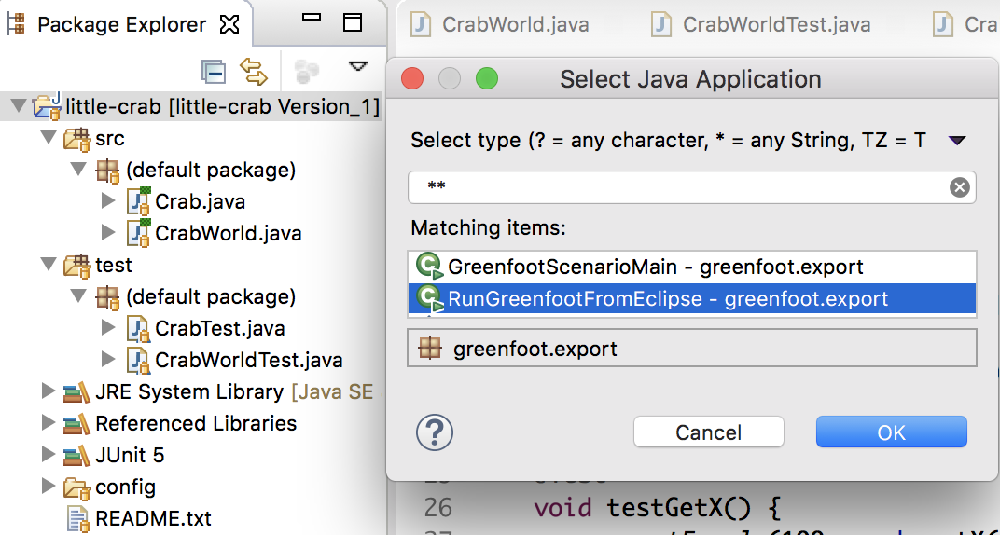 Package Explorer
little-crab [little-crab Version_1]
src
(default package)
Crab.java
CrabWorld.java
test
(default package)
CrabTest.java
CrabWorldTest.java
JRE System Library [Java SE
Referenced Libraries
JUnit 5
config
README.txt
CrabWorld.java CrabWorldTest.java Cra
Select Java Application
Select type (? = any character, * = any String, TZ = T
**
Matching items:
GreenfootScenarioMain - greenfoot.export
RunGreenfootFromEclipse - greenfoot.export
greenfoot.export
? Cancel OK
26 void testGetX() {